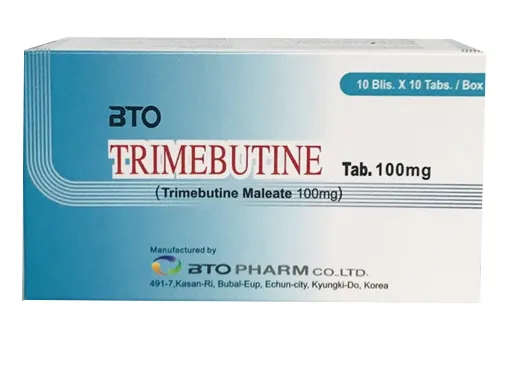 10 Blis. X 10 Tabs. / Box
BTO
TRIMEBUTINE Tab. 100mg
(Trimebutine Maleate 100mg)
Manufactured by
BTO PHARM CO.LTD.
491-7,Kasan-Ri, Bubal-Eup, Echun-city, Kyungki-Do, Korea